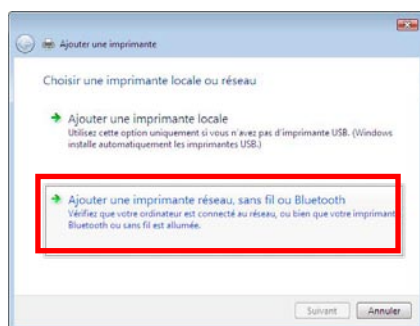 Ajouter une imprimante
Choisir une imprimante locale ou réseau
Ajouter une imprimante locale
Utilisez cette option uniquement si vous n'avez pas d'imprimante USB. (Windows
installe automatiquement les imprimantes USB.)
Ajouter une imprimante réseau, sans fil ou Bluetooth
Vérifiez que votre ordinateur est connecté au réseau, ou bien que votre imprimant
Bluetooth ou sans fil est allumée.
Suivant
Annuler